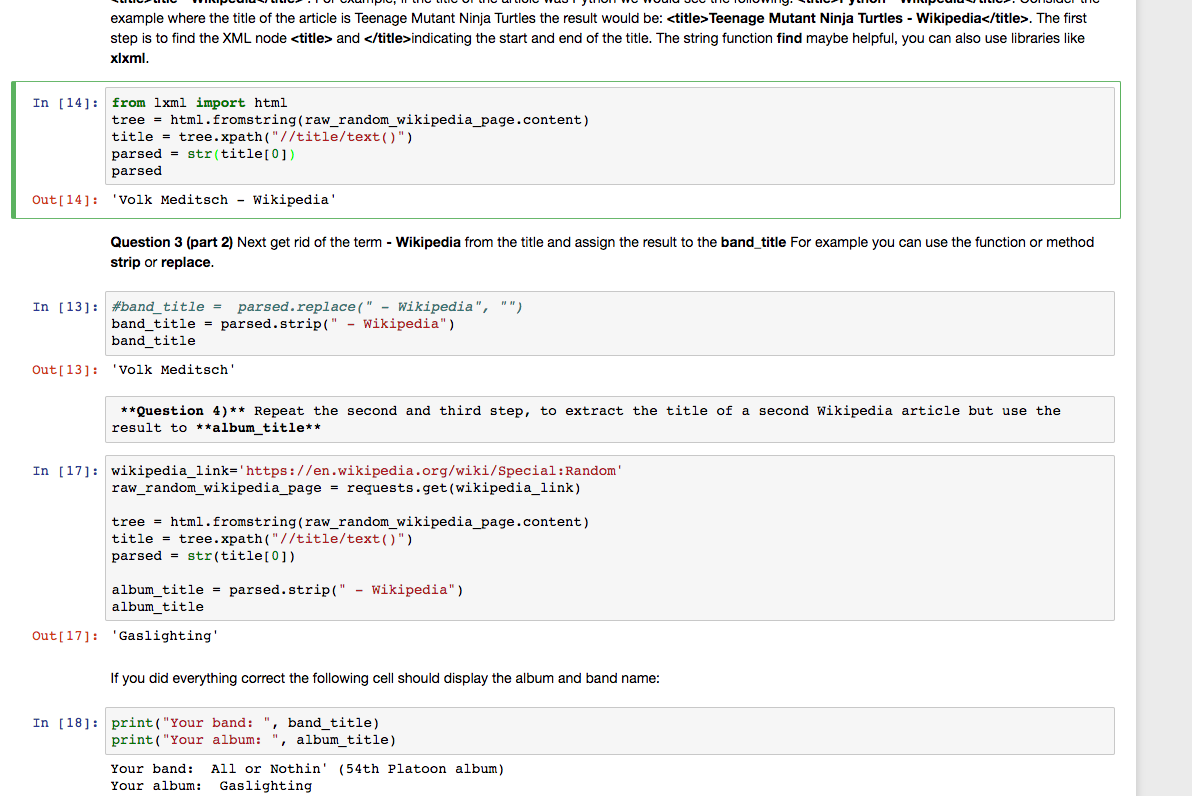 example where the title of the article is Teenage Mutant Ninja Turtles the result would be: <title>Teenage Mutant Ninja Turtles - Wikipedia</title>. The first
step is to find the XML node <title> and </title>indicating the start and end of the title. The string function find maybe helpful, you can also use libraries like
xlxml.
In [14]: from lxml import html
tree = html.fromstring(raw_random_wikipedia_page.content)
title = tree.xpath("//title/text()")
parsed = str(title[0])
parsed
Out[14]: 'Volk Meditsch - Wikipedia'
Question 3 (part 2) Next get rid of the term - Wikipedia from the title and assign the result to the band_title For example you can use the function or method
strip or replace.
In [13]: #band_title =  parsed.replace(" - Wikipedia", "")
band_title = parsed.strip(" - Wikipedia")
band_title
Out[13]: 'Volk Meditsch'
**Question 4)** Repeat the second and third step, to extract the title of a second Wikipedia article but use the
result to **album_title**
In [17]: wikipedia_link='https://en.wikipedia.org/wiki/Special:Random'
raw_random_wikipedia_page = requests.get(wikipedia_link)
tree = html.fromstring(raw_random_wikipedia_page.content)
title = tree.xpath("//title/text()")
parsed = str(title[0])
album_title = parsed.strip(" - Wikipedia")
album_title
Out[17]: 'Gaslighting'
If you did everything correct the following cell should display the album and band name:
In [18]: print("Your band: ", band_title)
print("Your album: ", album_title)
Your band:  All or Nothin' (54th Platoon album)
Your album:  Gaslighting